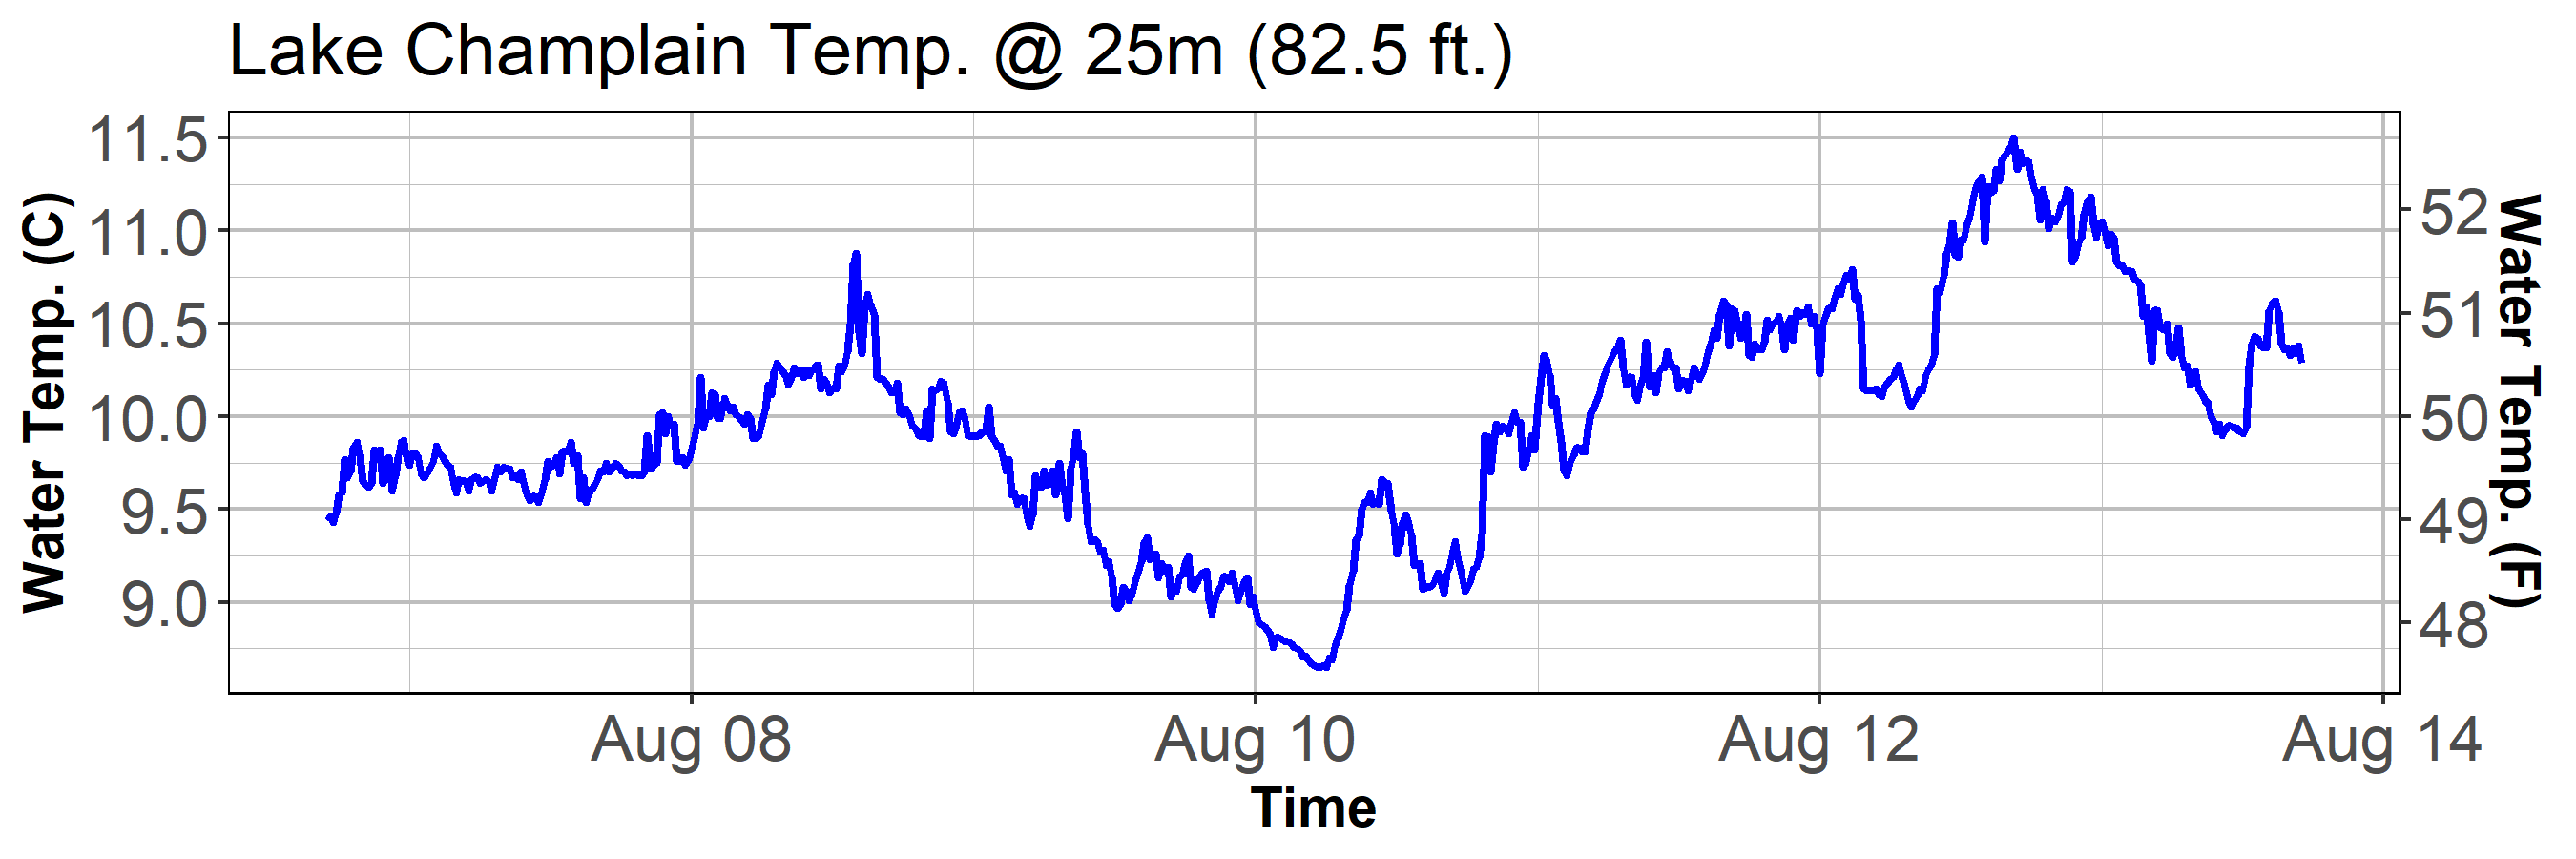 Lake Champlain Temp. @ 25m (82.5 ft.)
Water Temp. (C)
11.5
11.0
10.5
10.0
9.5
9.0
52
51
50
49
48
Water Temp. (F)
Aug 08 Aug 10 Aug 12 Aug 14
Time